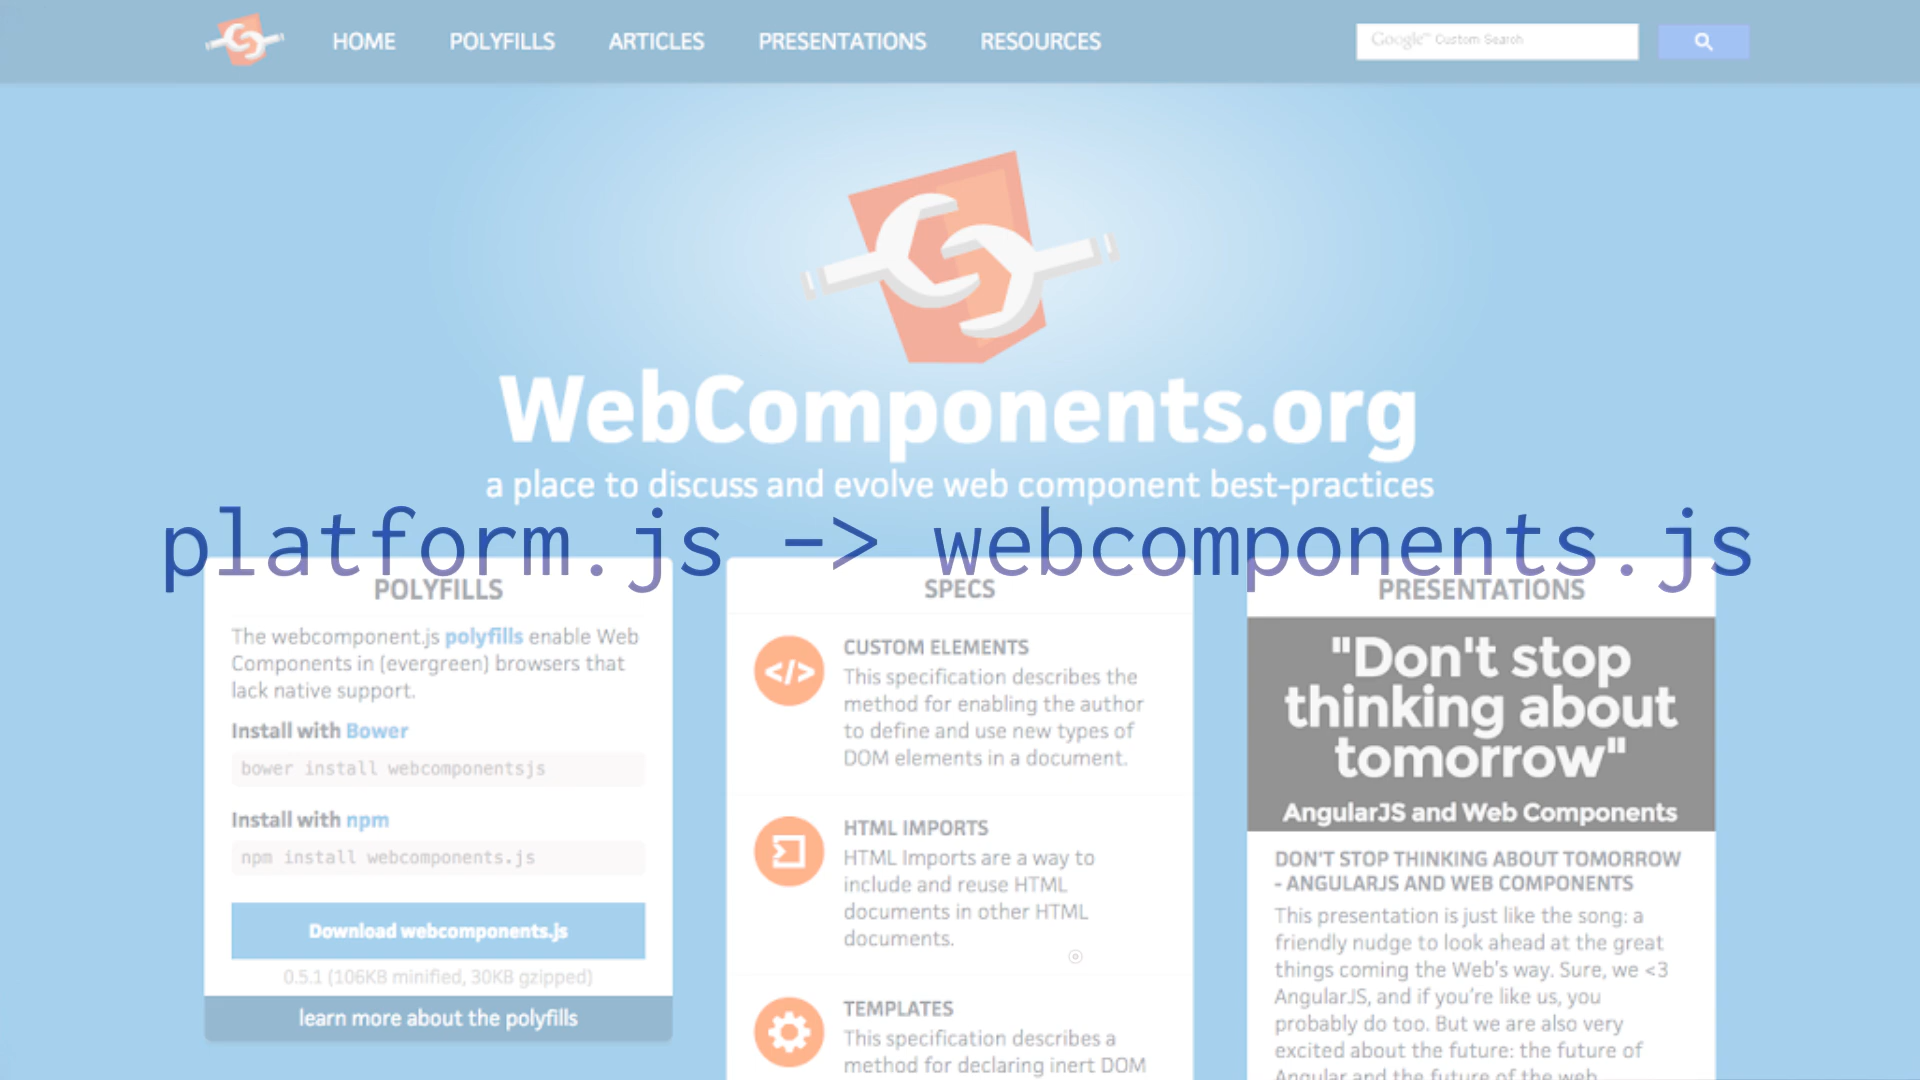 HOME POLYFILLS ARTICLES PRESENTATIONS RESOURCES
Google™ Custom Search
WebComponents.org
a place to discuss and evolve web component best-practices
platform.js -> webcomponents.js
POLYFILLS
The webcomponent.js polyfills enable Web
Components in (evergreen) browsers that
lack native support.
Install with Bower
bower install webcomponentsjs
Install with npm
npm install webcomponents.js
Download webcomponents.js
0.5.1 (106KB minified, 30KB gzipped)
learn more about the polyfills
SPECS
</>
CUSTOM ELEMENTS
This specification describes the
method for enabling the author
to define and use new types of
DOM elements in a document.
HTML IMPORTS
HTML Imports are a way to
include and reuse HTML
documents in other HTML
documents.
TEMPLATES
This specification describes a
method for declaring inert DOM
PRESENTATIONS
"Don't stop
thinking about
tomorrow"
AngularJS and Web Components
DON'T STOP THINKING ABOUT TOMORROW
- ANGULARJS AND WEB COMPONENTS
This presentation is just like the song: a
friendly nudge to look ahead at the great
things coming the Web's way. Sure, we <3
AngularJS, and if you're like us, you
probably do too. But we are also very
excited about the future: the future of
Angular and the future of the web